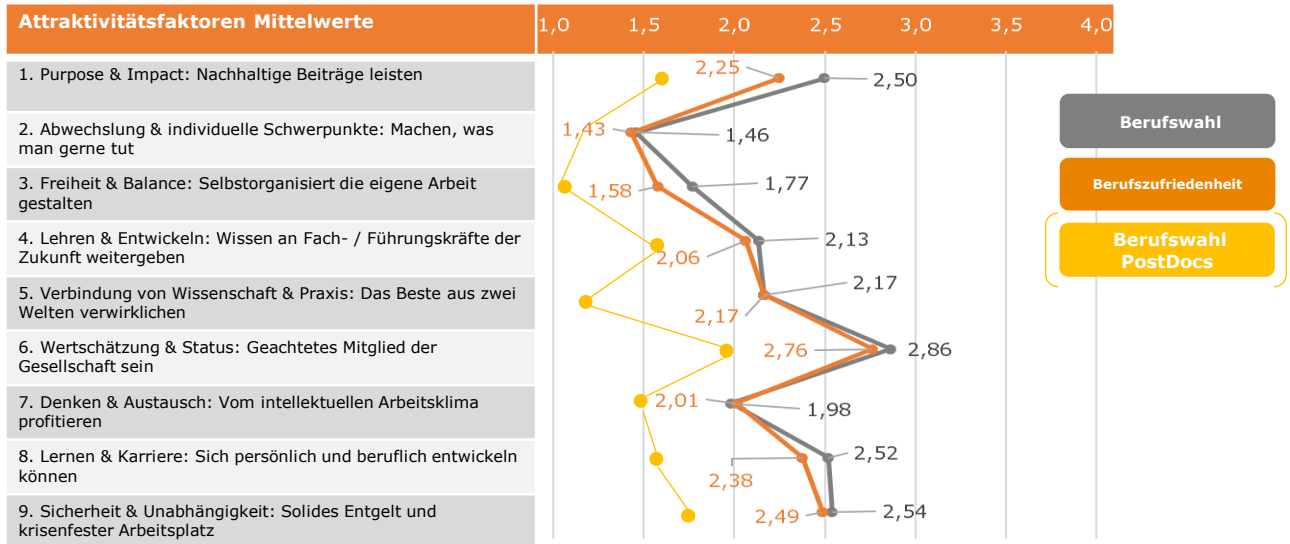 Attraktivitätsfaktoren Mittelwerte
1,0 1,5 2,0 2,5 3,0 3,5 4,0
1. Purpose & Impact: Nachhaltige Beiträge leisten
2,25
2,50
2. Abwechslung & individuelle Schwerpunkte: Machen, was
man gerne tut
1,43
1,46
3. Freiheit & Balance: Selbstorganisiert die eigene Arbeit
gestalten
1,58
1,77
4. Lehren & Entwickeln: Wissen an Fach- / Führungskräfte der
Zukunft weitergeben
2,06
2,13
5. Verbindung von Wissenschaft & Praxis: Das Beste aus zwei
Welten verwirklichen
2,17
2,17
6. Wertschätzung & Status: Geachtetes Mitglied der
Gesellschaft sein
2,76
2,86
7. Denken & Austausch: Vom intellektuellen Arbeitsklima
profitieren
2,01
1,98
8. Lernen & Karriere: Sich persönlich und beruflich entwickeln
können
2,38
2,52
9. Sicherheit & Unabhängigkeit: Solides Entgelt und
krisenfester Arbeitsplatz
2,49
2,54
Berufswahl
Berufszufriedenheit
Berufswahl
PostDocs